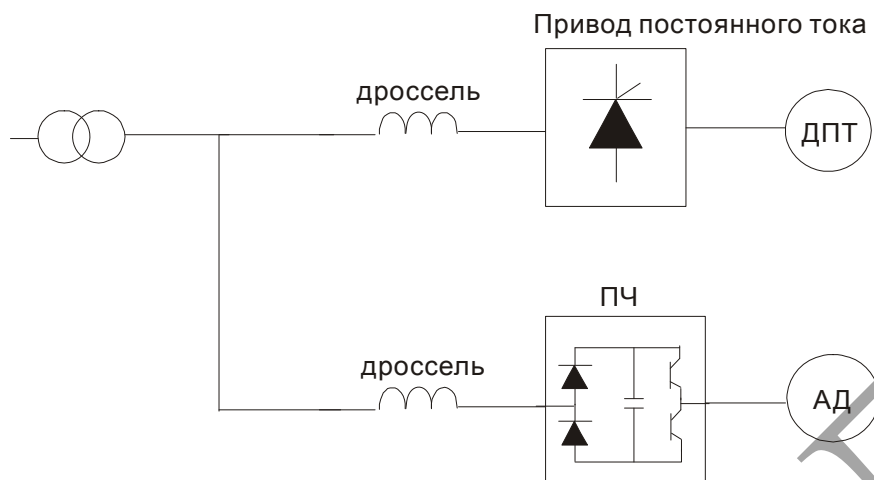 Привод постоянного тока
дроссель
ДПТ
ПЧ
дроссель
АД